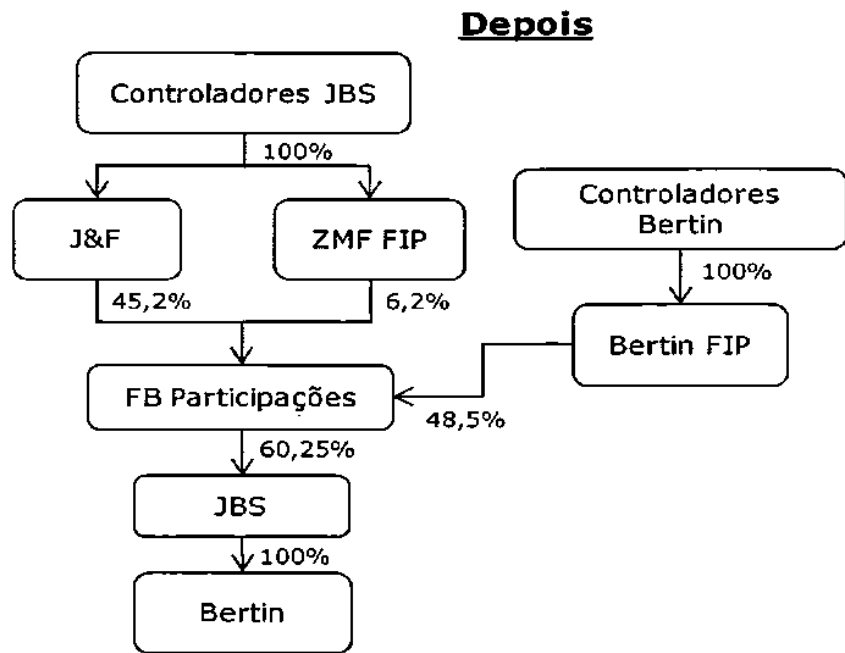 Depois
Controladores JBS
100%
J&F
ZMF FIP
Controladores
Bertin
100%
45,2%
6,2%
Bertin FIP
FB Participações
48,5%
60,25%
JBS
100%
Bertin